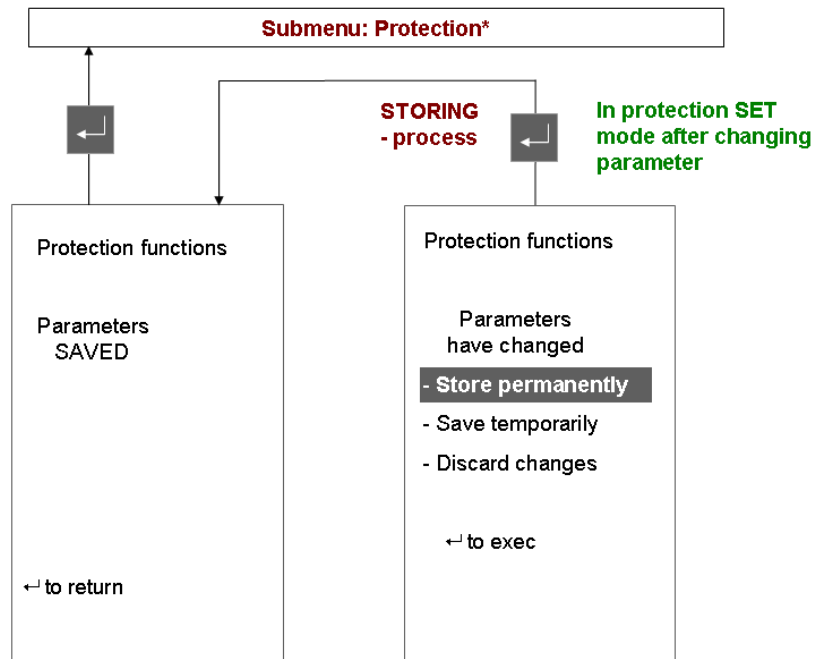 Submenu: Protection*
STORING
- process
In protection SET
mode after changing
parameter
Protection functions
Parameters
SAVED
↵ to return
Protection functions
Parameters
have changed
- Store permanently
- Save temporarily
- Discard changes
↵ to exec